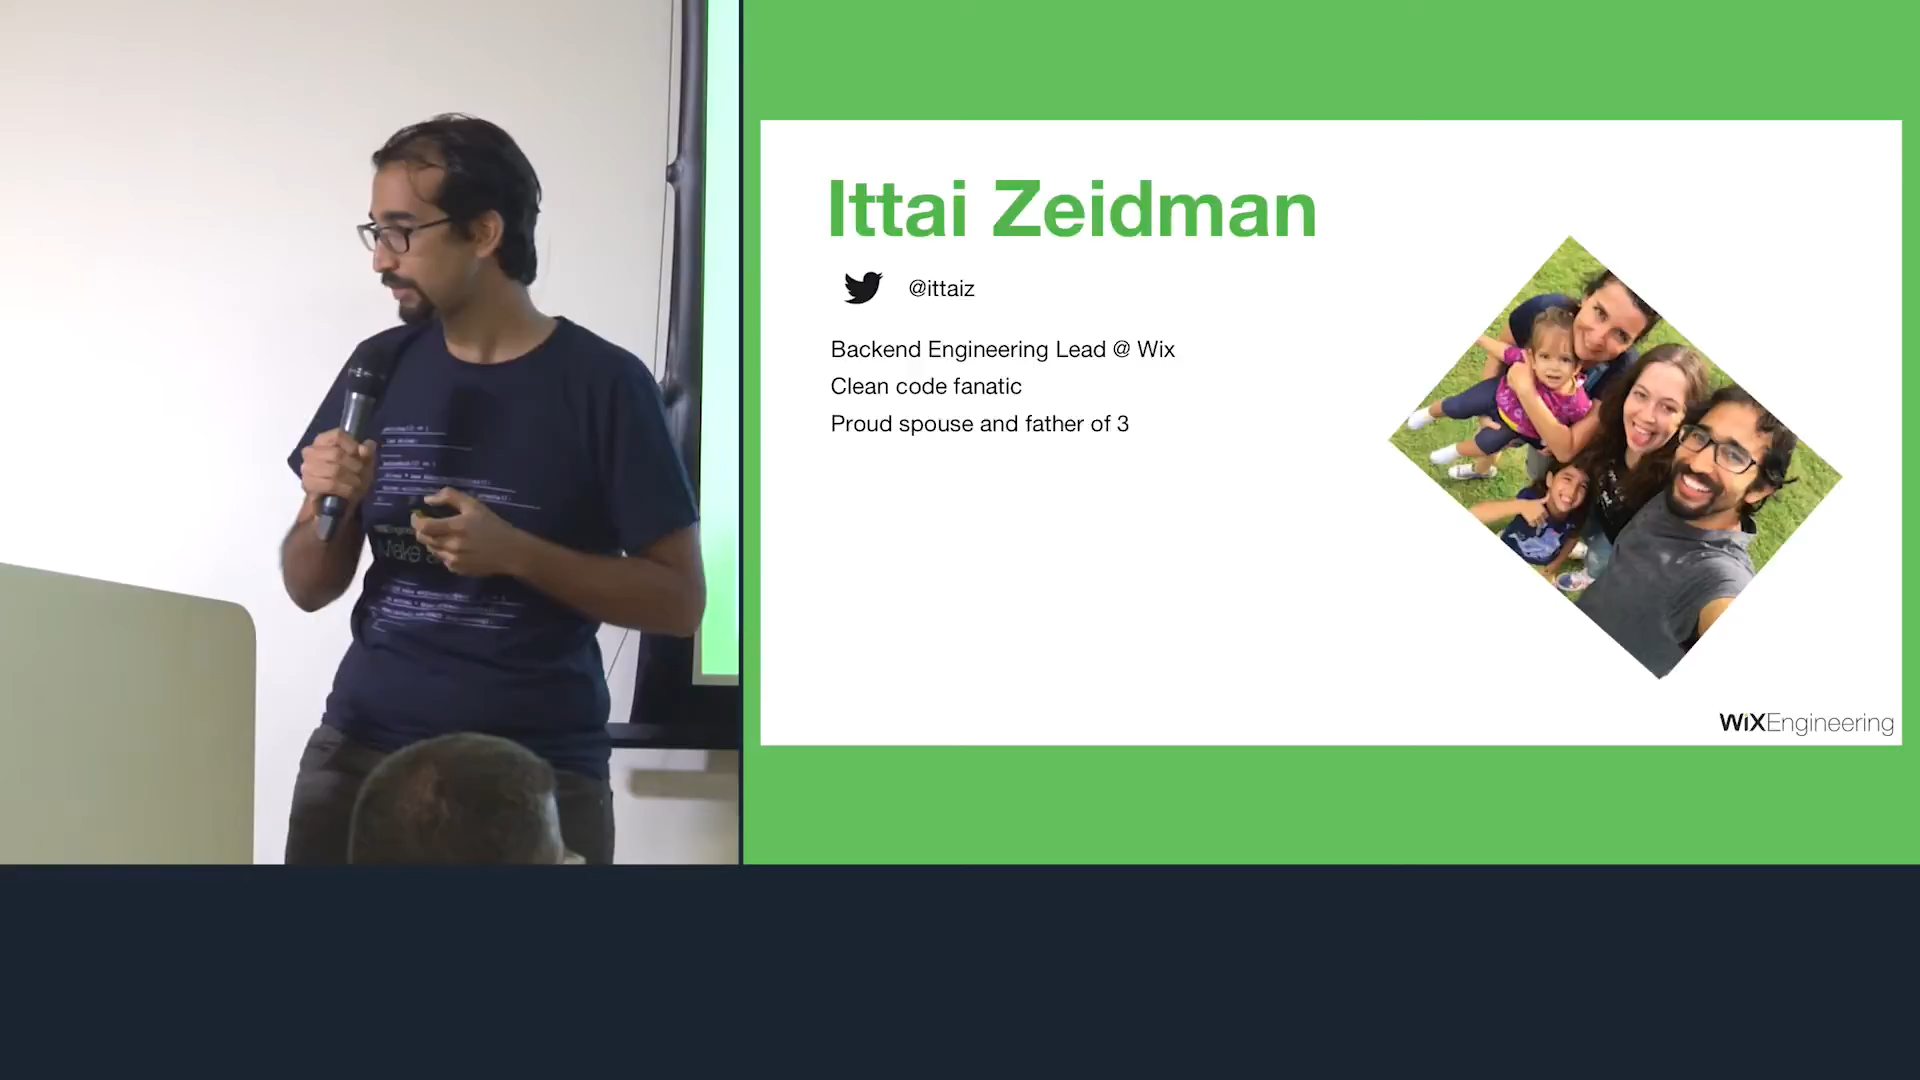 Ittai Zeidman
@ittaiz
Backend Engineering Lead @ Wix
Clean code fanatic
Proud spouse and father of 3
WiXEngineering